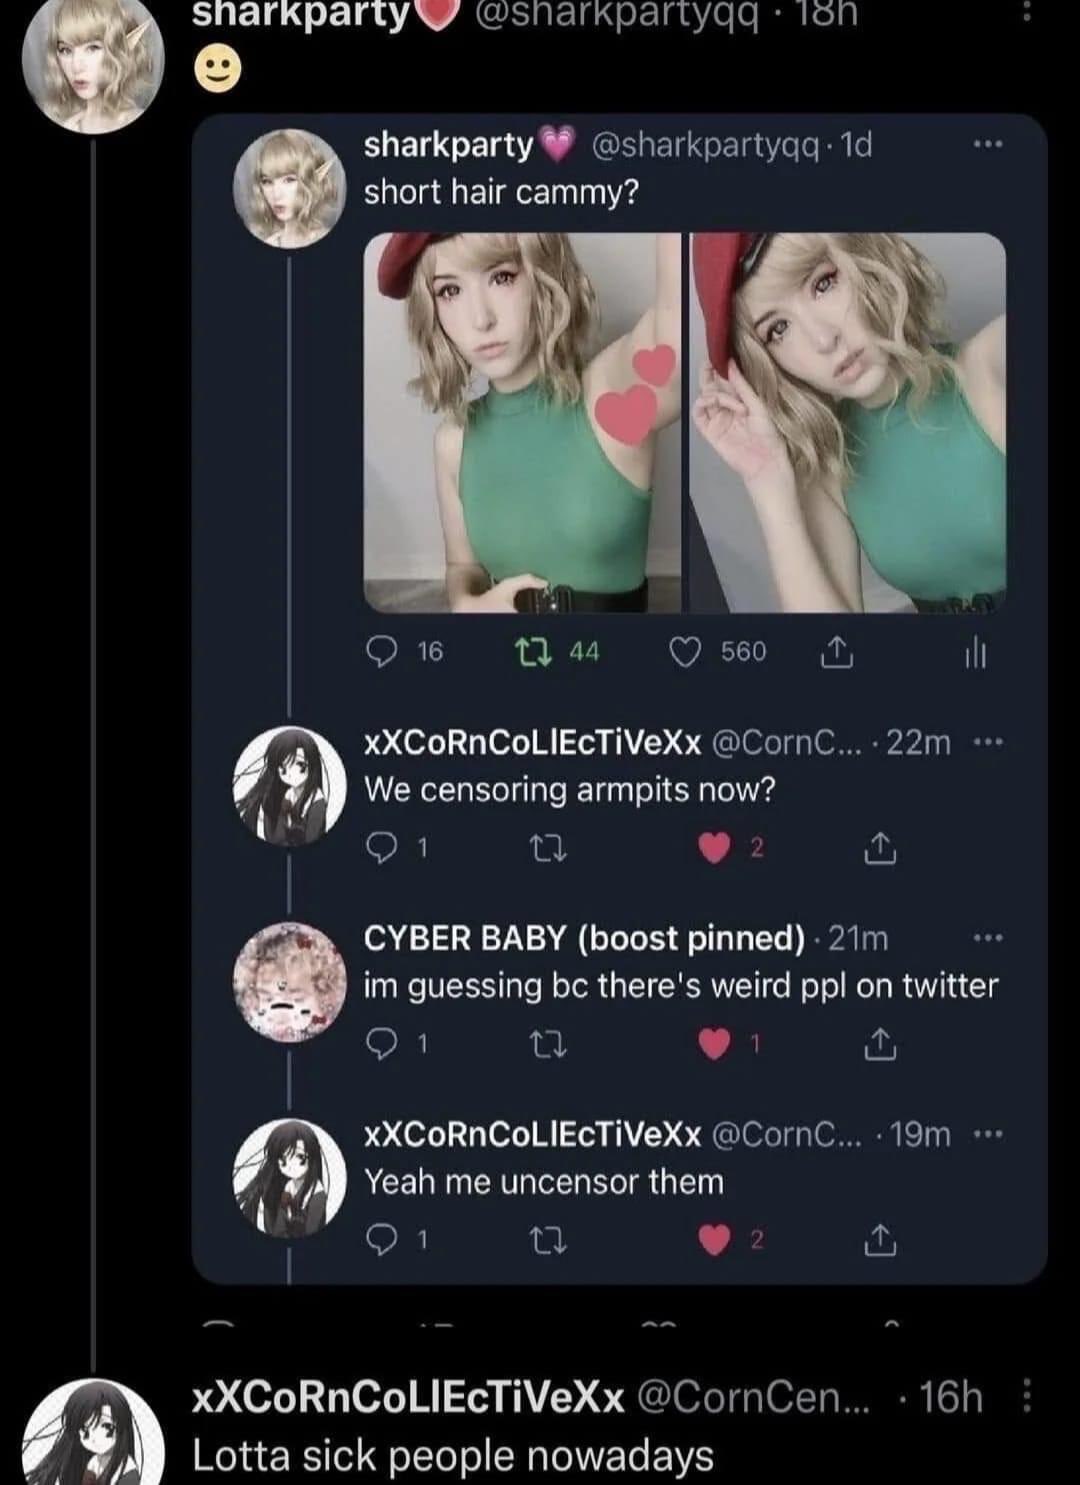 sharkparty @sharkpartyqq · 18h
🙂
sharkparty💗 @sharkpartyqq · 1d
short hair cammy?
16 44 560
xXCoRnCoLlEcTiVeXx @CornC... · 22m
We censoring armpits now?
1 2
CYBER BABY (boost pinned) · 21m
im guessing bc there's weird ppl on twitter
1 1
xXCoRnCoLlEcTiVeXx @CornC... · 19m
Yeah me uncensor them
1 2
xXCoRnCoLlEcTiVeXx @CornCen... · 16h
Lotta sick people nowadays